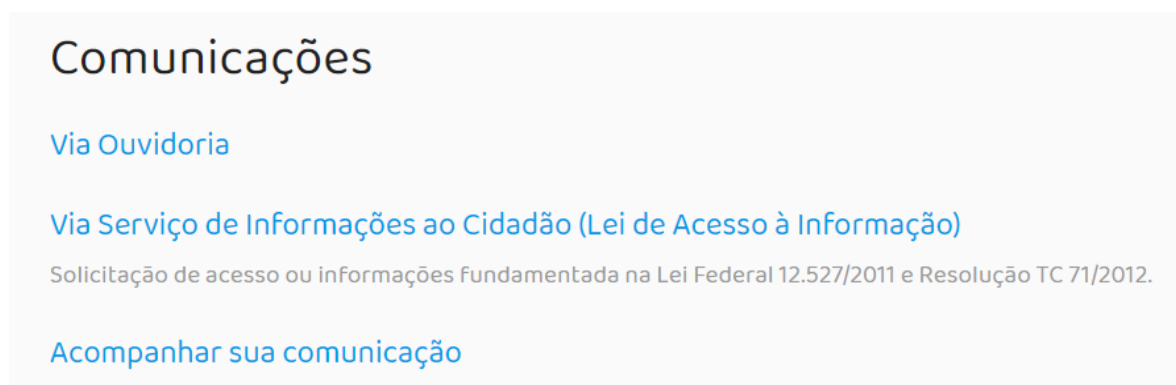 Comunicações
Via Ouvidoria
Via Serviço de Informações ao Cidadão (Lei de Acesso à Informação)
Solicitação de acesso ou informações fundamentada na Lei Federal 12.527/2011 e Resolução TC 71/2012.
Acompanhar sua comunicação